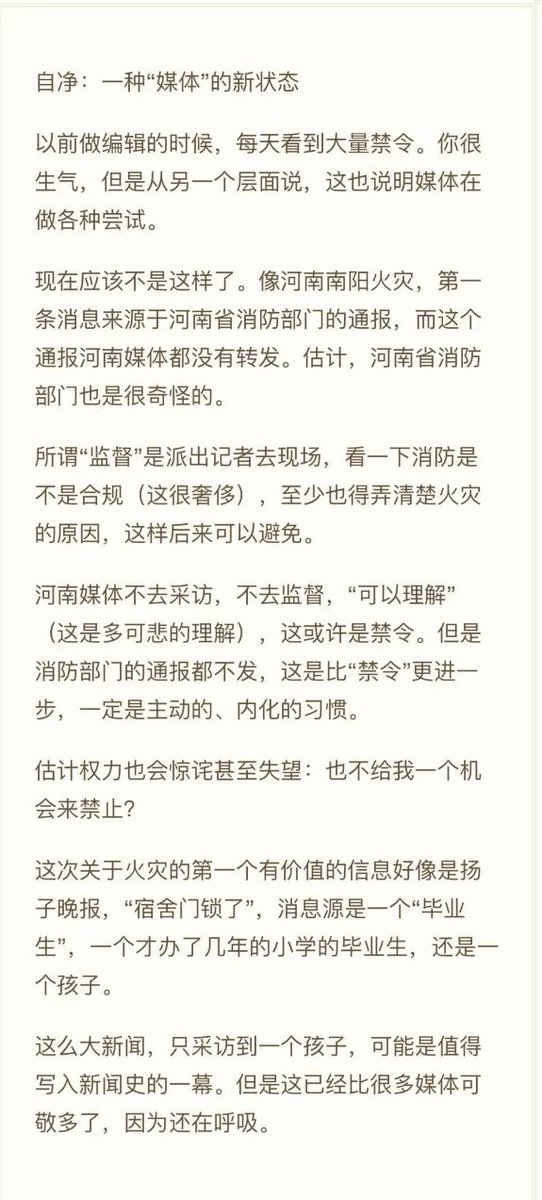 自净：一种“媒体”的新状态
以前做编辑的时候，每天看到大量禁令。你很
生气，但是从另一个层面说，这也说明媒体在
做各种尝试。
现在应该不是这样了。像河南南阳火灾，第一
条消息来源于河南省消防部门的通报，而这个
通报河南媒体都没有转发。估计，河南省消防
部门也是很奇怪的。
所谓“监督”是派出记者去现场，看一下消防是
不是合规（这很奢侈），至少也得弄清楚火灾
的原因，这样后来可以避免。
河南媒体不去采访，不去监督，“可以理解”
（这是多可悲的理解），这或许是禁令。但是
消防部门的通报都不发，这是比“禁令”更进一
步，一定是主动的、内化的习惯。
估计权力也会惊诧甚至失望：也不给我一个机
会来禁止？
这次关于火灾的第一个有价值的信息好像是扬
子晚报，“宿舍门锁了”，消息源是一个“毕业
生”，一个才办了几年的小学的毕业生，还是一
个孩子。
这么大新闻，只采访到一个孩子，可能是值得
写入新闻史的一幕。但是这已经比很多媒体可
敬多了，因为还在呼吸。